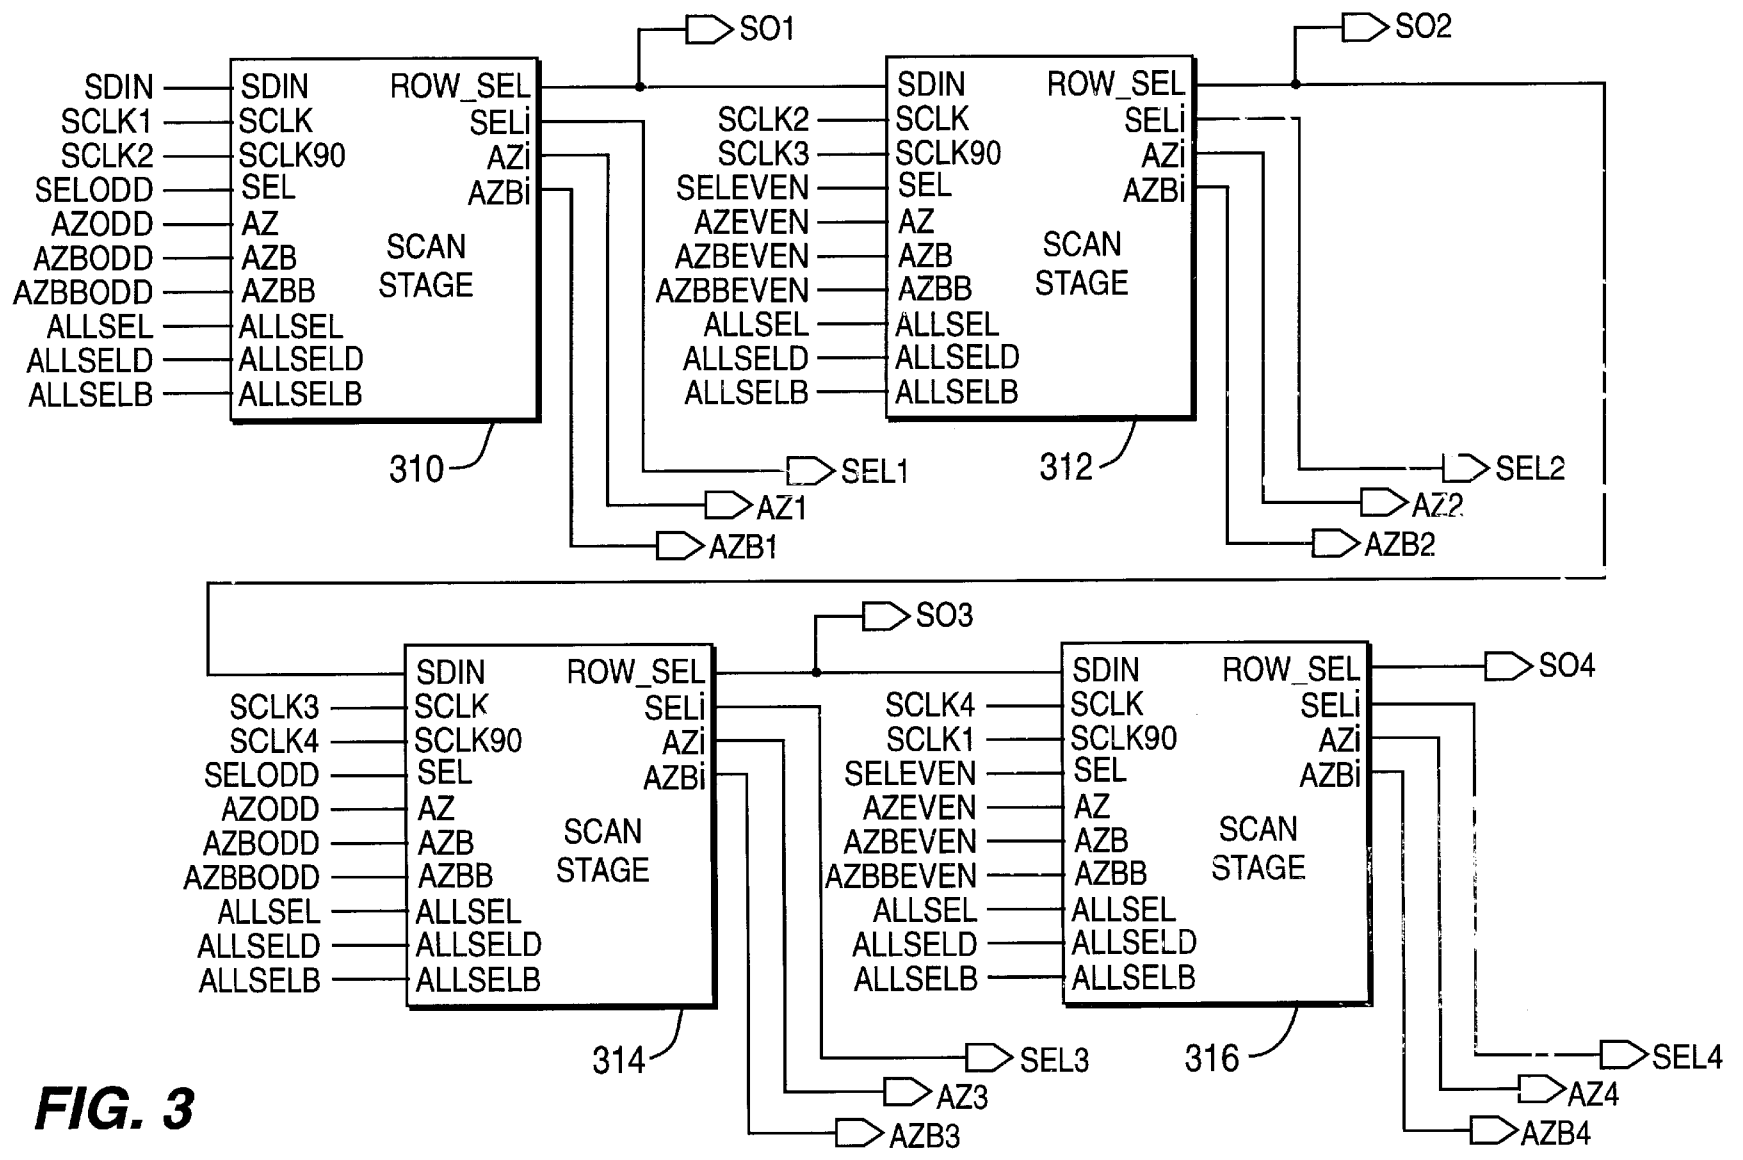 SO1
SDIN SDIN ROW_SEL
SCLK1 SCLK SELi
SCLK2 SCLK90 AZi
SELODD SEL AZBi
AZODD AZ
AZBODD AZB
AZBBODD AZBB
ALLSEL ALLSEL
ALLSELD ALLSELD
ALLSELB ALLSELB
SCAN
STAGE
310
SEL1
AZ1
AZB1
SO2
SDIN ROW_SEL
SCLK2 SCLK SELi
SCLK3 SCLK90 AZi
SELEVEN SEL AZBi
AZEVEN AZ
AZBEVEN AZB
AZBBEVEN AZBB
ALLSEL ALLSEL
ALLSELD ALLSELD
ALLSELB ALLSELB
SCAN
STAGE
312
SEL2
AZ2
AZB2
SO3
SDIN ROW_SEL
SCLK3 SCLK SELi
SCLK4 SCLK90 AZi
SELODD SEL AZBi
AZODD AZ
AZBODD AZB
AZBBODD AZBB
ALLSEL ALLSEL
ALLSELD ALLSELD
ALLSELB ALLSELB
SCAN
STAGE
314
SEL3
AZ3
AZB3
SO4
SDIN ROW_SEL
SCLK4 SCLK SELi
SCLK1 SCLK90 AZi
SELEVEN SEL AZBi
AZEVEN AZ
AZBEVEN AZB
AZBBEVEN AZBB
ALLSEL ALLSEL
ALLSELD ALLSELD
ALLSELB ALLSELB
SCAN
STAGE
316
SEL4
AZ4
AZB4
FIG. 3